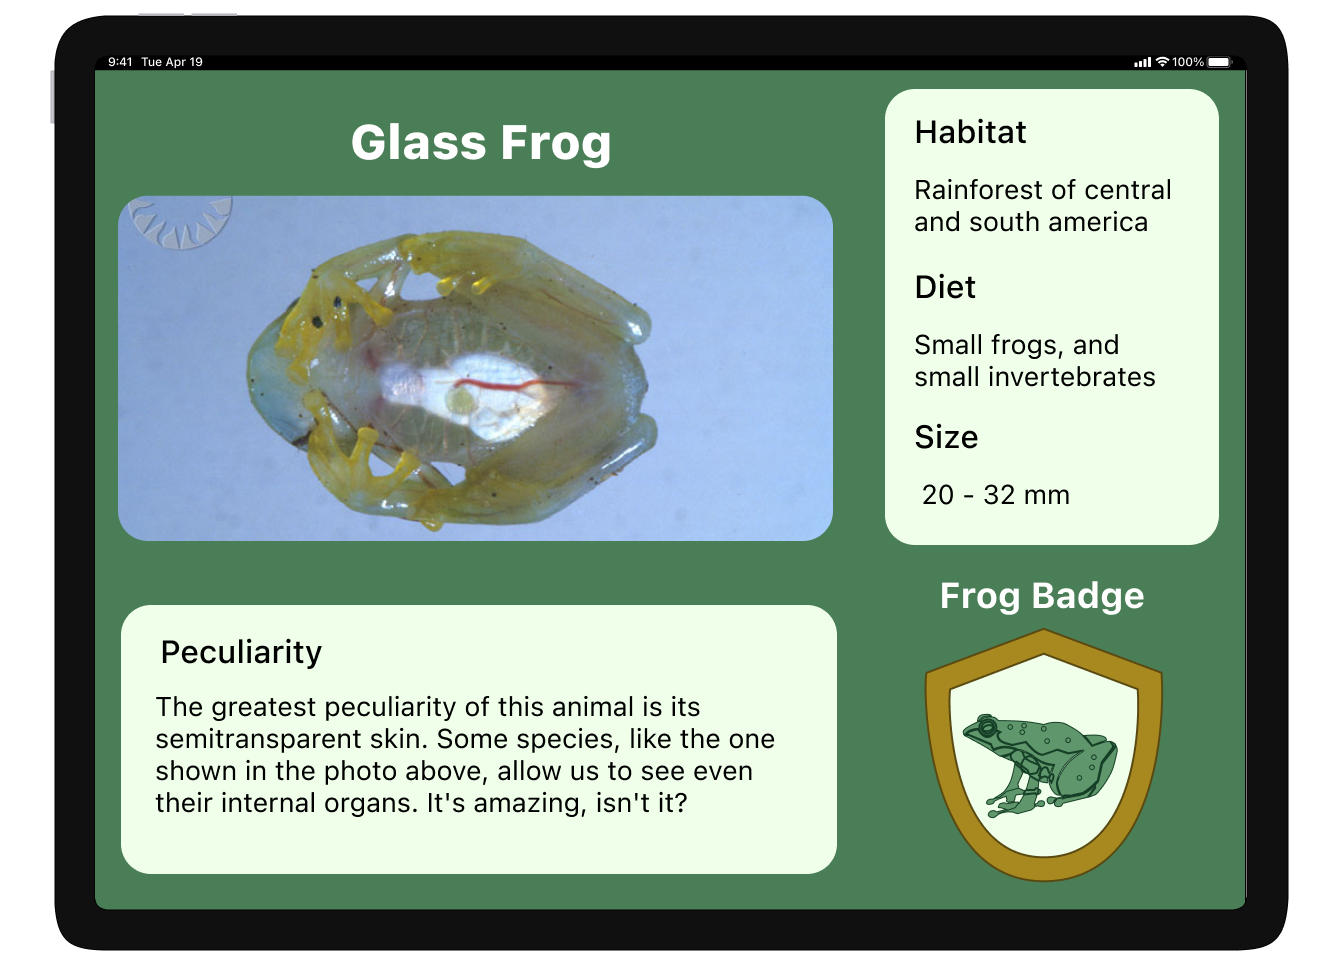 9:41 Tue Apr 19
100%
Glass Frog
Peculiarity
The greatest peculiarity of this animal is its
semitransparent skin. Some species, like the one
shown in the photo above, allow us to see even
their internal organs. It's amazing, isn't it?
Habitat
Rainforest of central
and south america
Diet
Small frogs, and
small invertebrates
Size
20 - 32 mm
Frog Badge